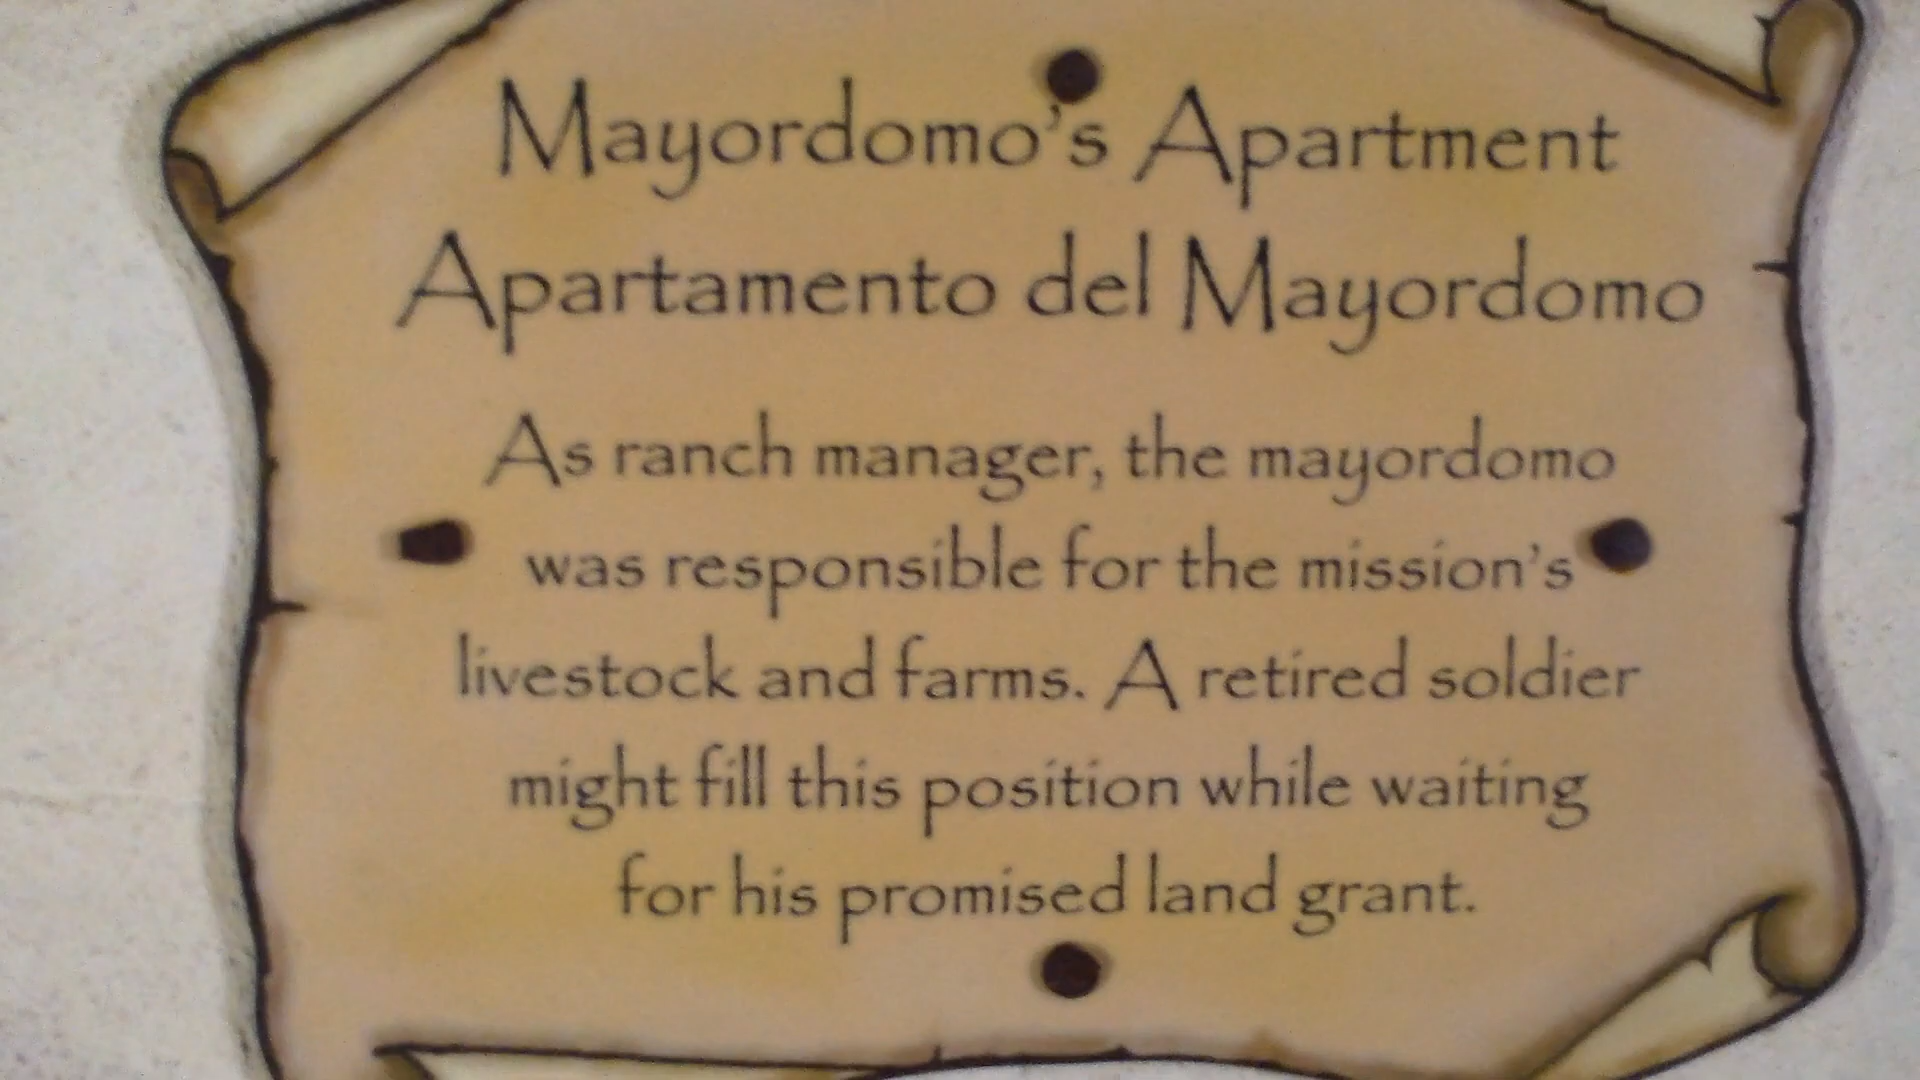 Mayordomo's Apartment
Apartamento del Mayordomo
As ranch manager, the mayordomo
was responsible for the mission's
livestock and farms. A retired soldier
might fill this position while waiting
for his promised land grant.